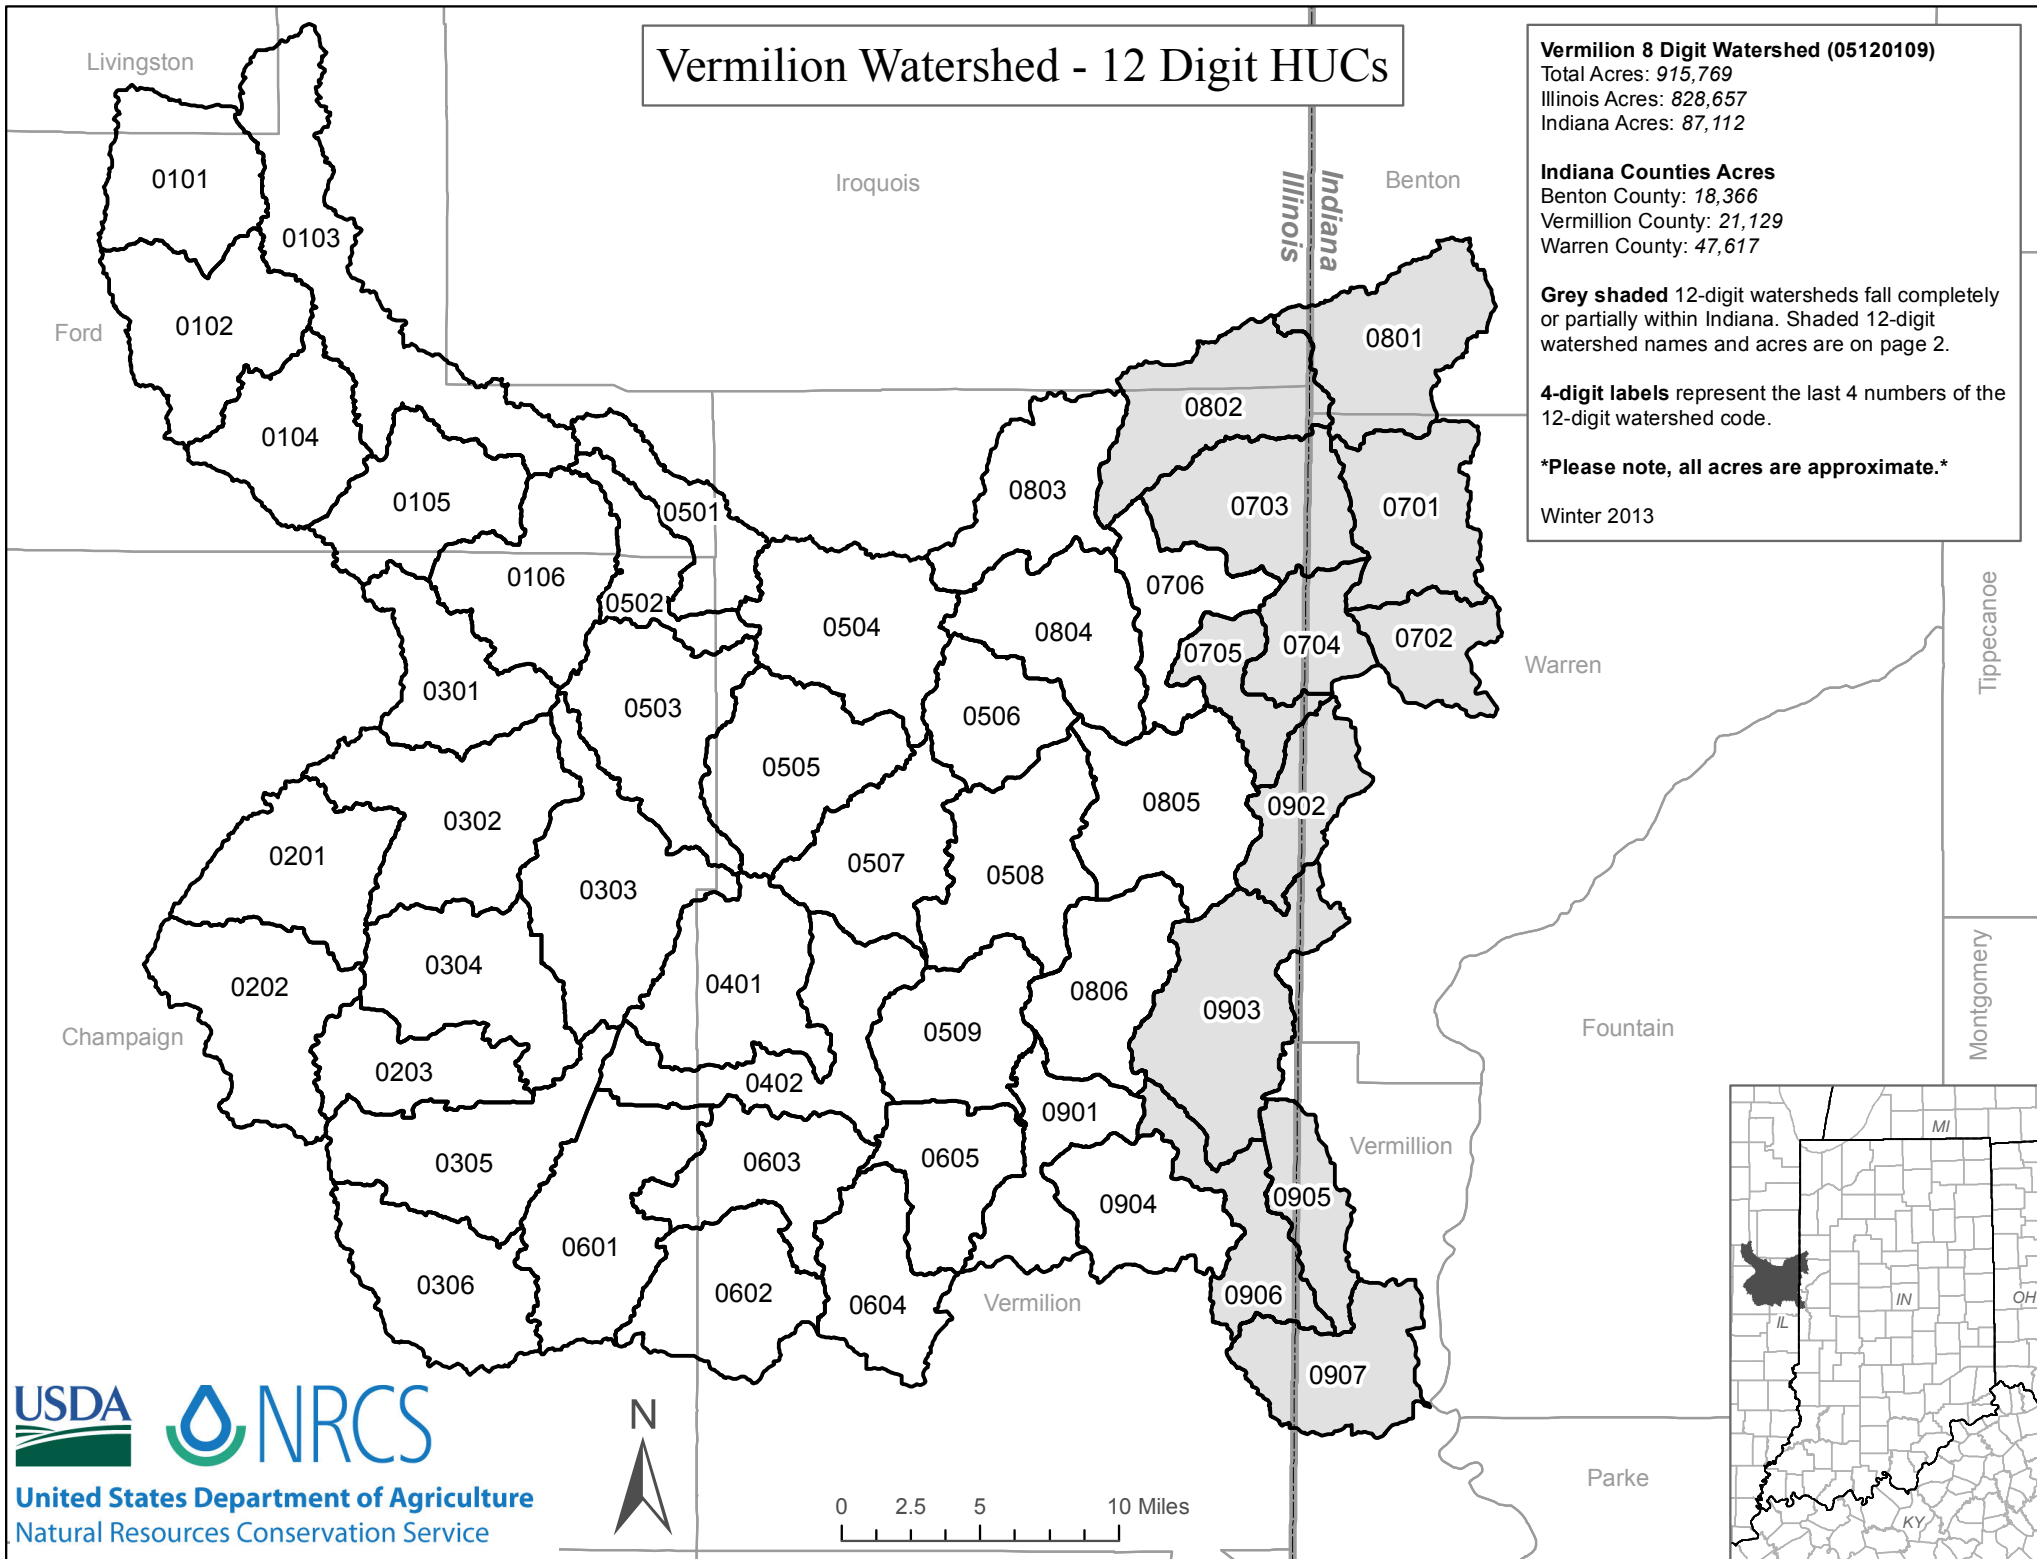 Vermilion Watershed - 12 Digit HUCs
Vermilion 8 Digit Watershed (05120109)
Total Acres: 915,769
Illinois Acres: 828,657
Indiana Acres: 87,112
Indiana Counties Acres
Benton County: 18,366
Vermillion County: 21,129
Warren County: 47,617
Grey shaded 12-digit watersheds fall completely
or partially within Indiana. Shaded 12-digit
watershed names and acres are on page 2.
4-digit labels represent the last 4 numbers of the
12-digit watershed code.
*Please note, all acres are approximate.*
Winter 2013
Livingston
Iroquois
Illinois
Indiana
Benton
Ford
Champaign
Vermilion
Warren
Tippecanoe
Fountain
Montgomery
Vermillion
Parke
0101
0103
0102
0104
0105
0106
0501
0502
0301
0503
0504
0803
0802
0801
0703
0701
0706
0804
0705
0704
0702
0506
0505
0302
0201
0303
0507
0508
0805
0902
0202
0304
0401
0509
0806
0903
0203
0402
0901
0305
0603
0605
0904
0905
0601
0306
0602
0604
0906
0907
USDA
NRCS
United States Department of Agriculture
Natural Resources Conservation Service
N
0 2.5 5 10 Miles
MI
IN
OH
IL
KY